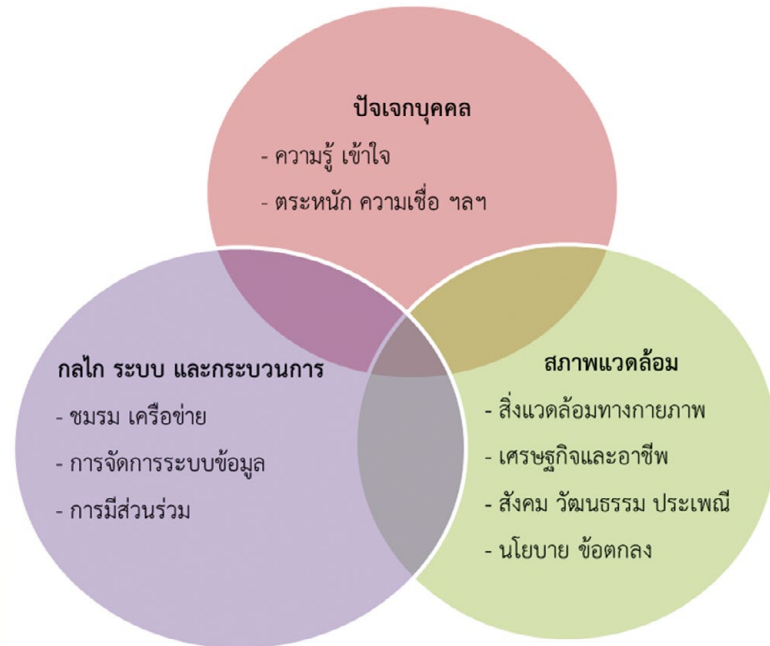 ปัจเจกบุคคล
- ความรู้ เข้าใจ
- ตระหนัก ความเชื่อ ฯลฯ
กลไก ระบบ และกระบวนการ
- ชมรม เครือข่าย
- การจัดการระบบข้อมูล
- การมีส่วนร่วม
สภาพแวดล้อม
- สิ่งแวดล้อมทางกายภาพ
- เศรษฐกิจและอาชีพ
- สังคม วัฒนธรรม ประเพณี
- นโยบาย ข้อตกลง